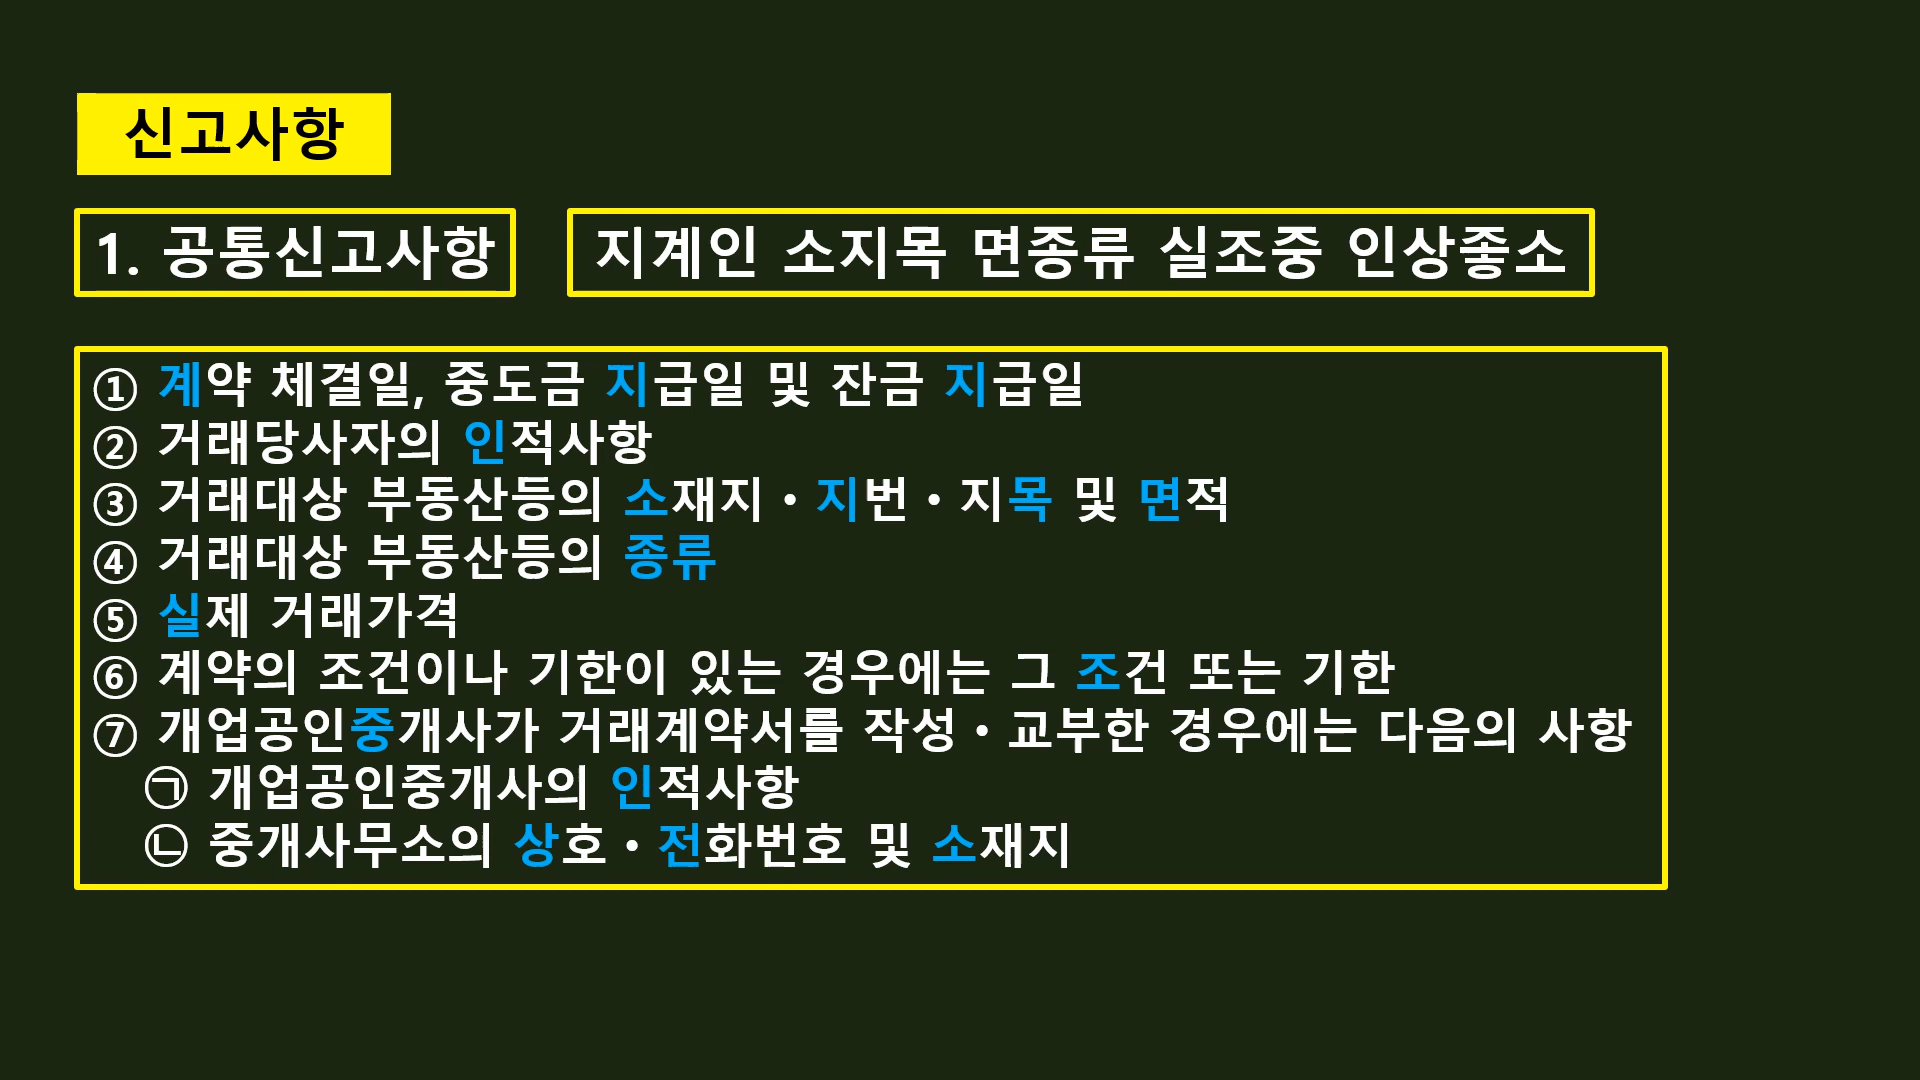 신고사항
1. 공통신고사항
지계인 소지목 면종류 실조중 인상좋소
① 계약 체결일, 중도금 지급일 및 잔금 지급일
② 거래당사자의 인적사항
③ 거래대상 부동산등의 소재지 • 지번 • 지목 및 면적
④ 거래대상 부동산등의 종류
⑤ 실제 거래가격
⑥ 계약의 조건이나 기한이 있는 경우에는 그 조건 또는 기한
⑦ 개업공인중개사가 거래계약서를 작성 • 교부한 경우에는 다음의 사항
㉠ 개업공인중개사의 인적사항
㉡ 중개사무소의 상호 • 전화번호 및 소재지